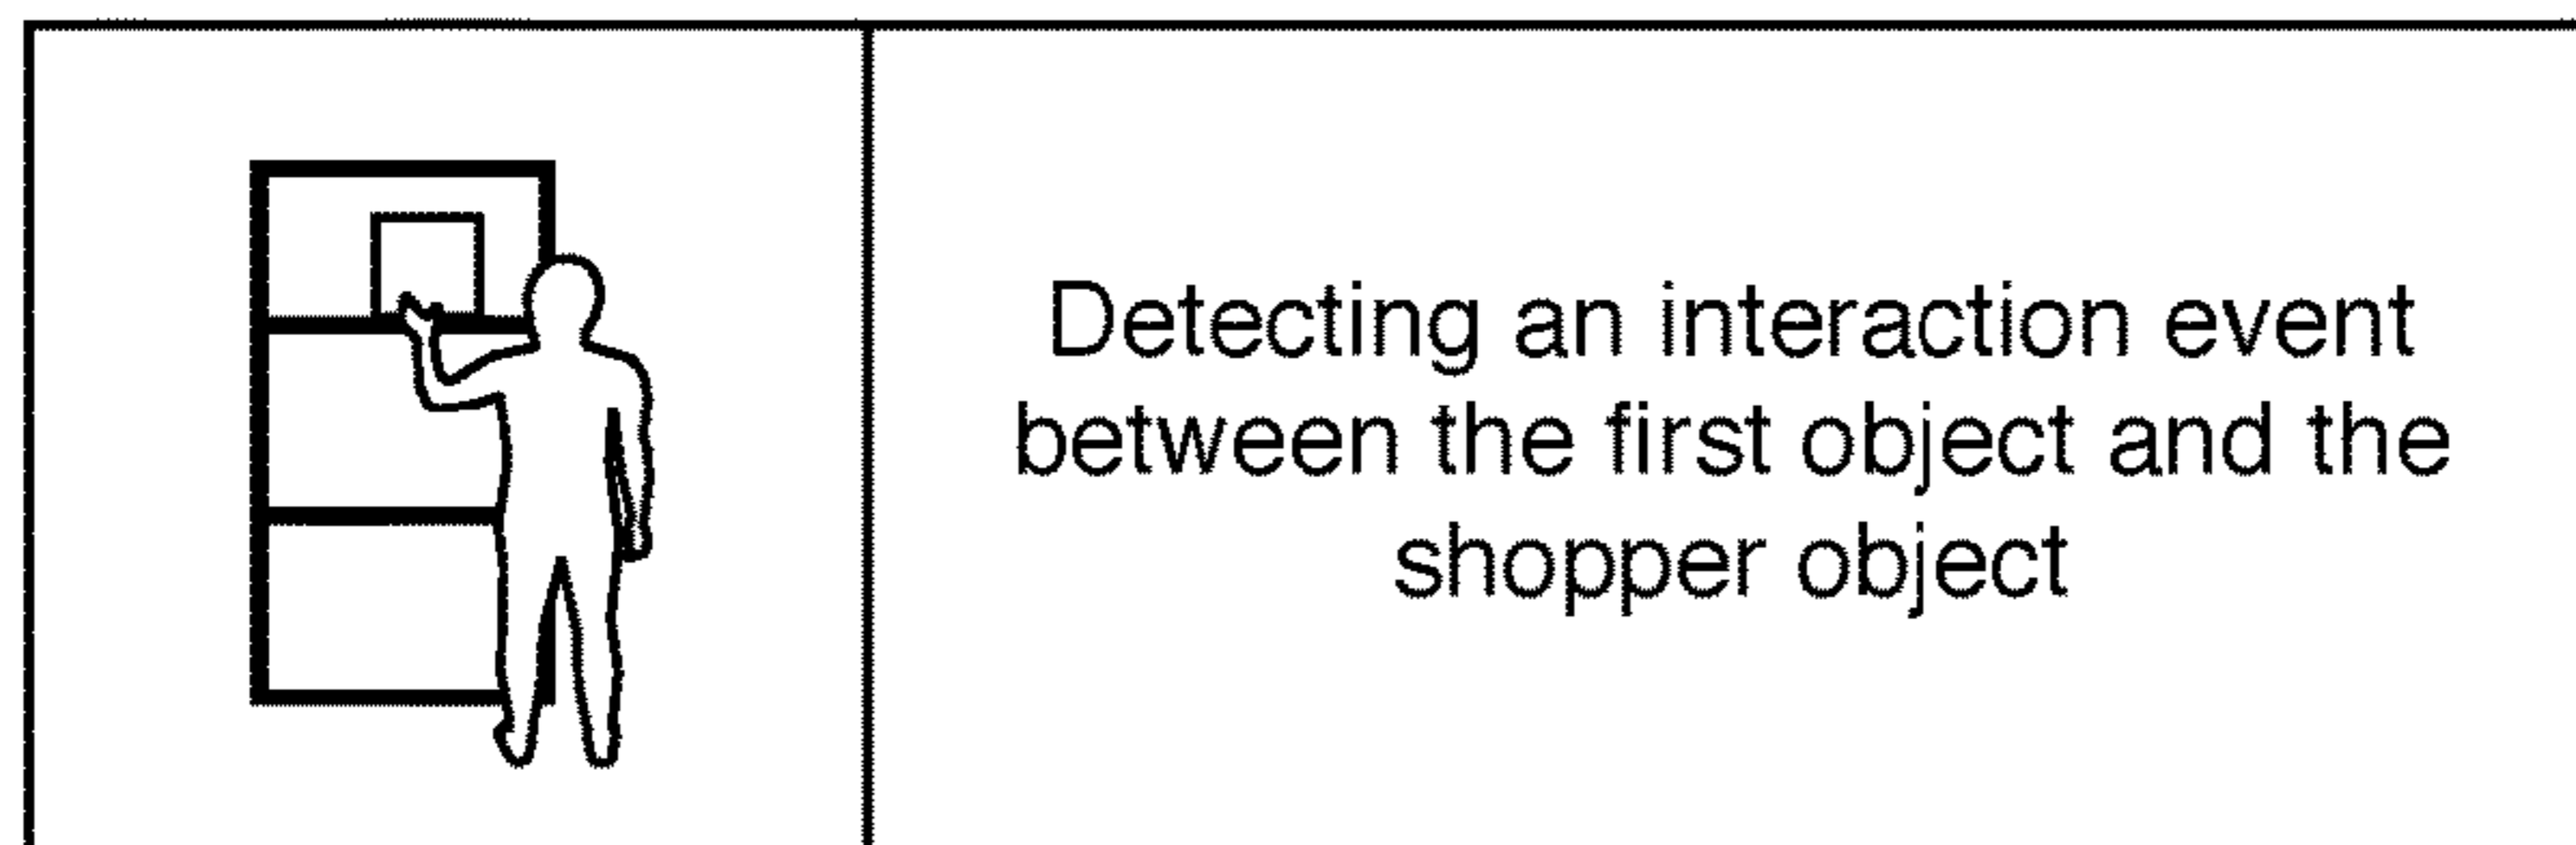 Detecting an interaction event
between the first object and the
shopper object